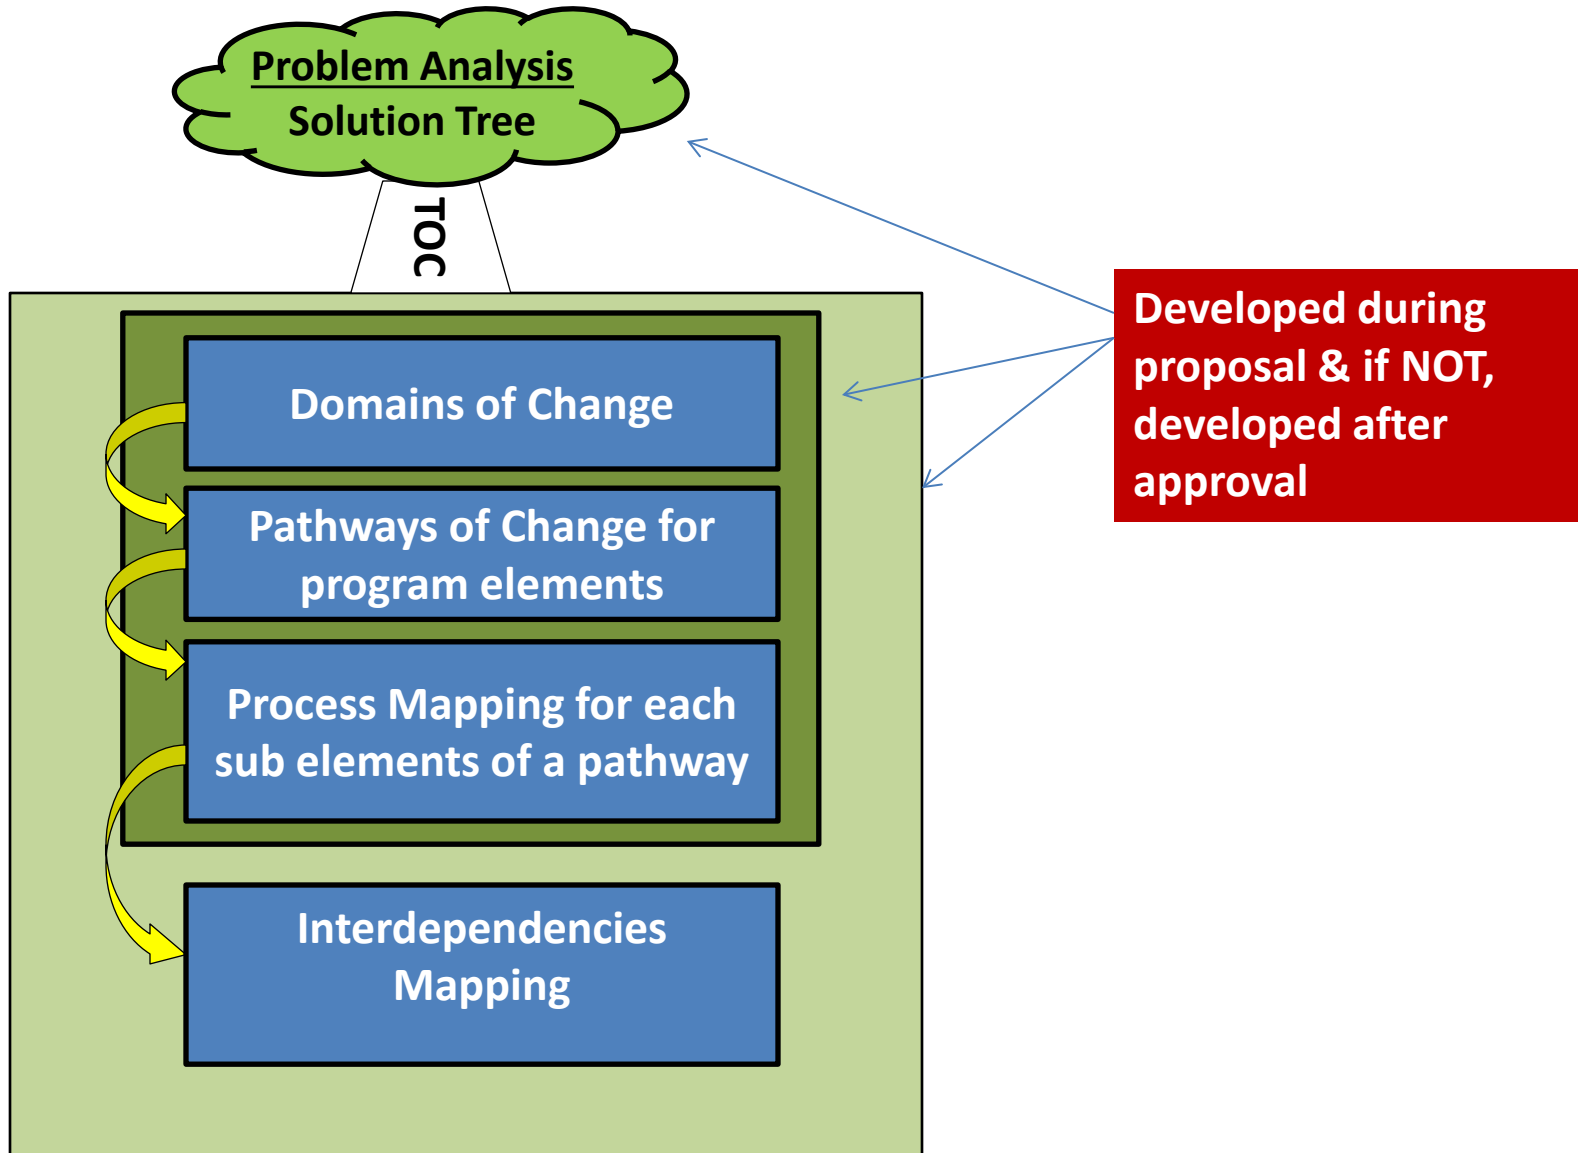 Problem Analysis
Solution Tree
TOC
Domains of Change
Pathways of Change for
program elements
Process Mapping for each
sub elements of a pathway
Interdependencies
Mapping
Developed during
proposal & if NOT,
developed after
approval